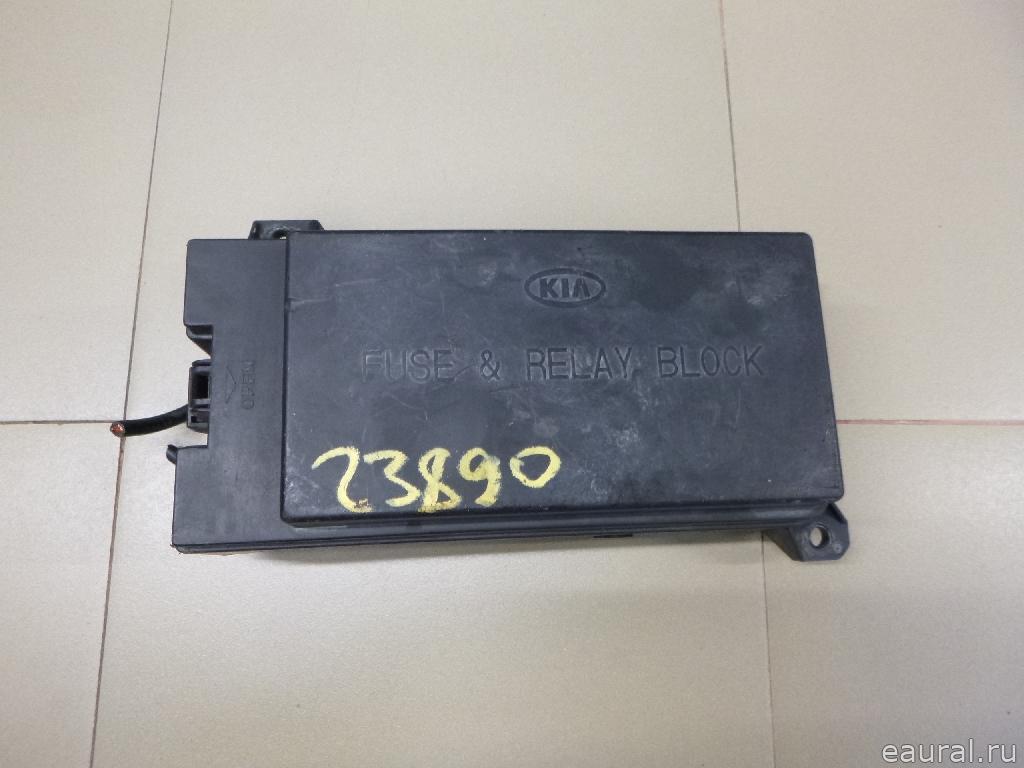 KIA
FUSE & RELAY BLOCK
OPEN
23890
eaural.ru